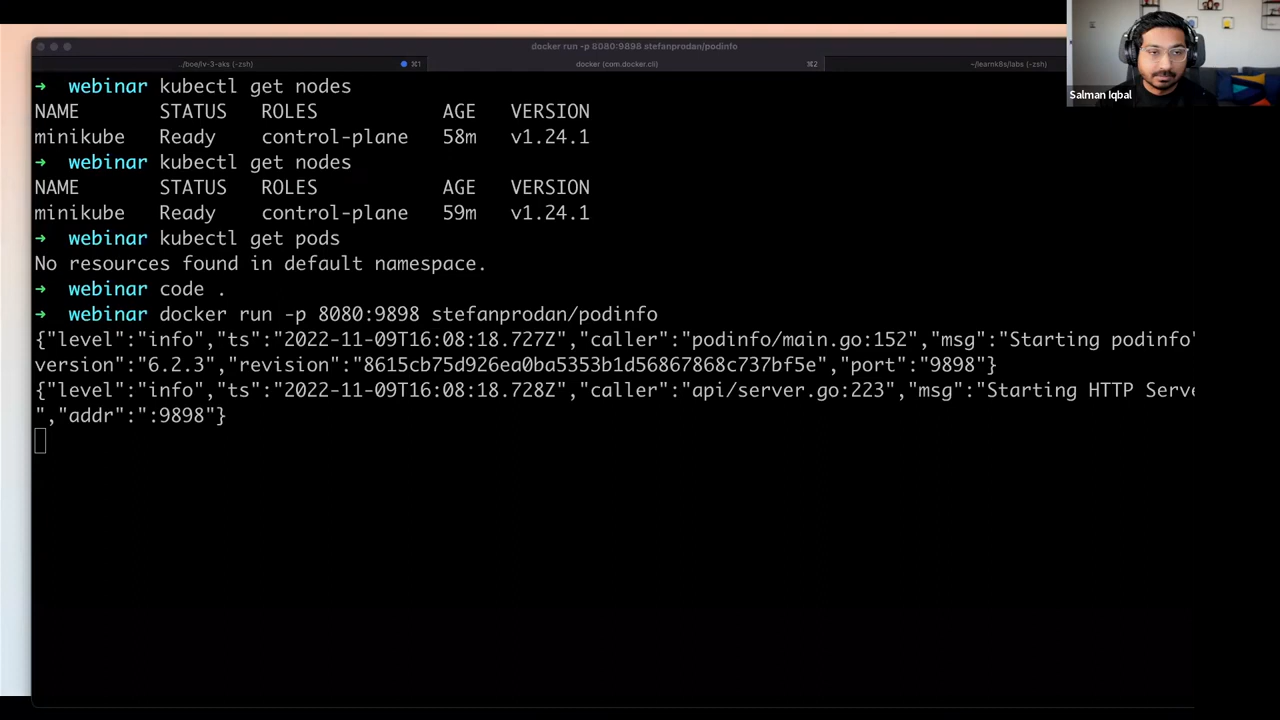 docker run -p 8080:9898 stefanprodan/podinfo
../boe/lv-3-aks (-zsh) ⌘1 docker (com.docker.cli) ⌘2 ~/learnk8s/labs (-zsh)
Salman Iqbal
➜ webinar kubectl get nodes
NAME STATUS ROLES AGE VERSION
minikube Ready control-plane 58m v1.24.1
➜ webinar kubectl get nodes
NAME STATUS ROLES AGE VERSION
minikube Ready control-plane 59m v1.24.1
➜ webinar kubectl get pods
No resources found in default namespace.
➜ webinar code .
➜ webinar docker run -p 8080:9898 stefanprodan/podinfo
{"level":"info","ts":"2022-11-09T16:08:18.727Z","caller":"podinfo/main.go:152","msg":"Starting podinfo"
version":"6.2.3","revision":"8615cb75d926ea0ba5353b1d56867868c737bf5e","port":"9898"}
{"level":"info","ts":"2022-11-09T16:08:18.728Z","caller":"api/server.go:223","msg":"Starting HTTP Serve
","addr":":9898"}